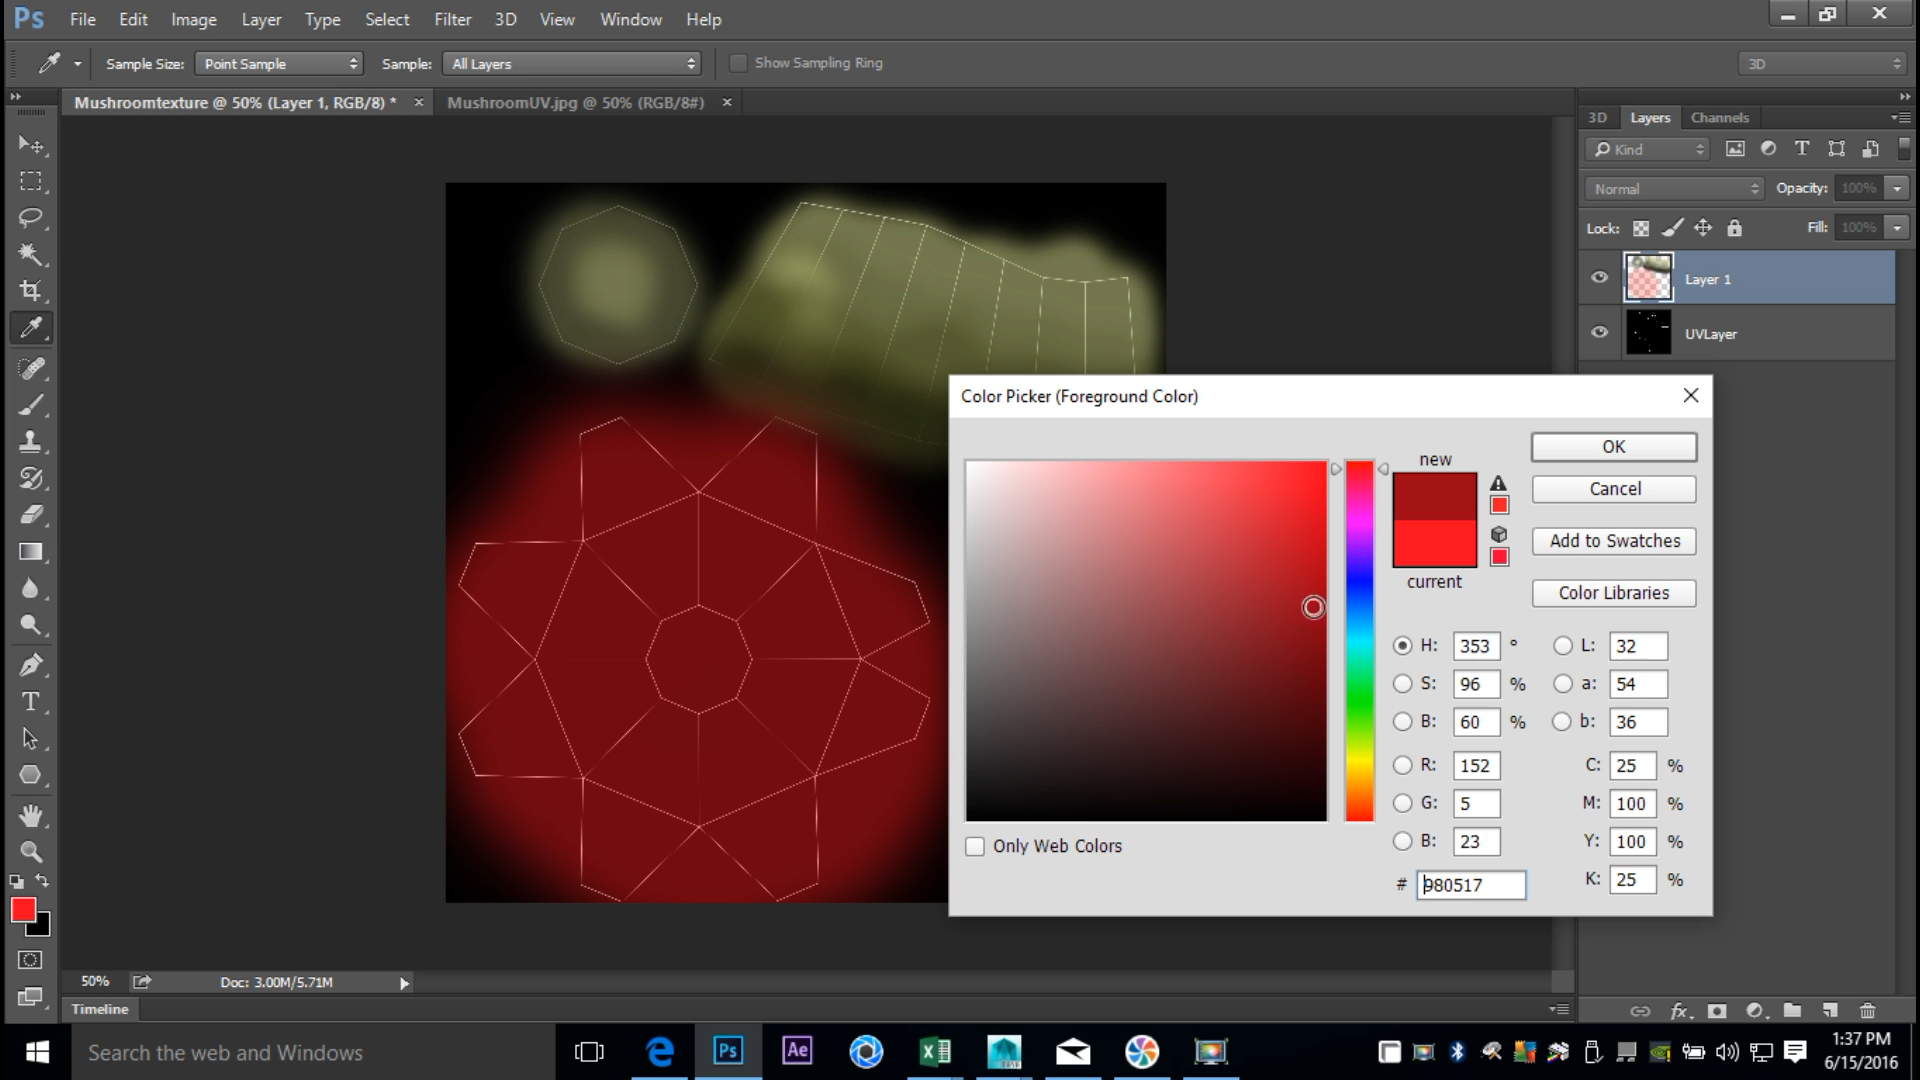 Ps File Edit Image Layer Type Select Filter 3D View Window Help
Sample Size: Point Sample Sample: All Layers Show Sampling Ring 3D
Mushroomtexture @ 50% (Layer 1, RGB/8) * × MushroomUV.jpg @ 50% (RGB/8#) ×
3D Layers Channels
Kind
Normal Opacity: 100%
Lock: Fill: 100%
Layer 1
UVLayer
Color Picker (Foreground Color)
new
current
OK
Cancel
Add to Swatches
Color Libraries
H: 353 ° L: 32
S: 96 % a: 54
B: 60 % b: 36
R: 152 C: 25 %
G: 5 M: 100 %
B: 23 Y: 100 %
# 980517 K: 25 %
Only Web Colors
50% Doc: 3.00M/5.71M
Timeline
fx
Search the web and Windows
Ps
Ae
1:37 PM
6/15/2016